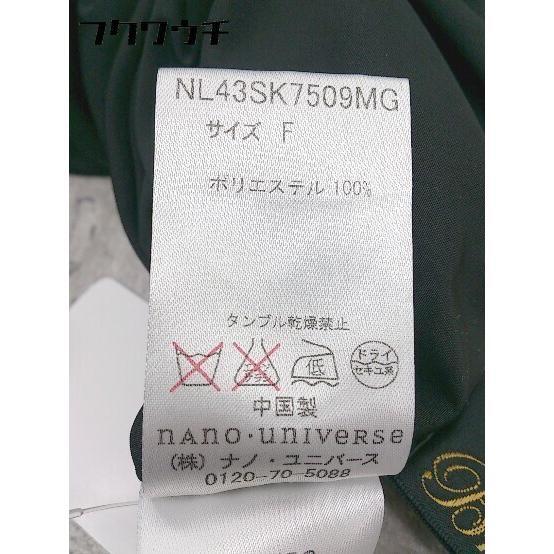 フクウウチ
NL43SK7509MG
サイズ F
ポリエステル 100%
タンブル乾燥禁止
低
ドライ
セキユ系
中国製
nano・universe
(株) ナノ・ユニバース
0120-70-5088